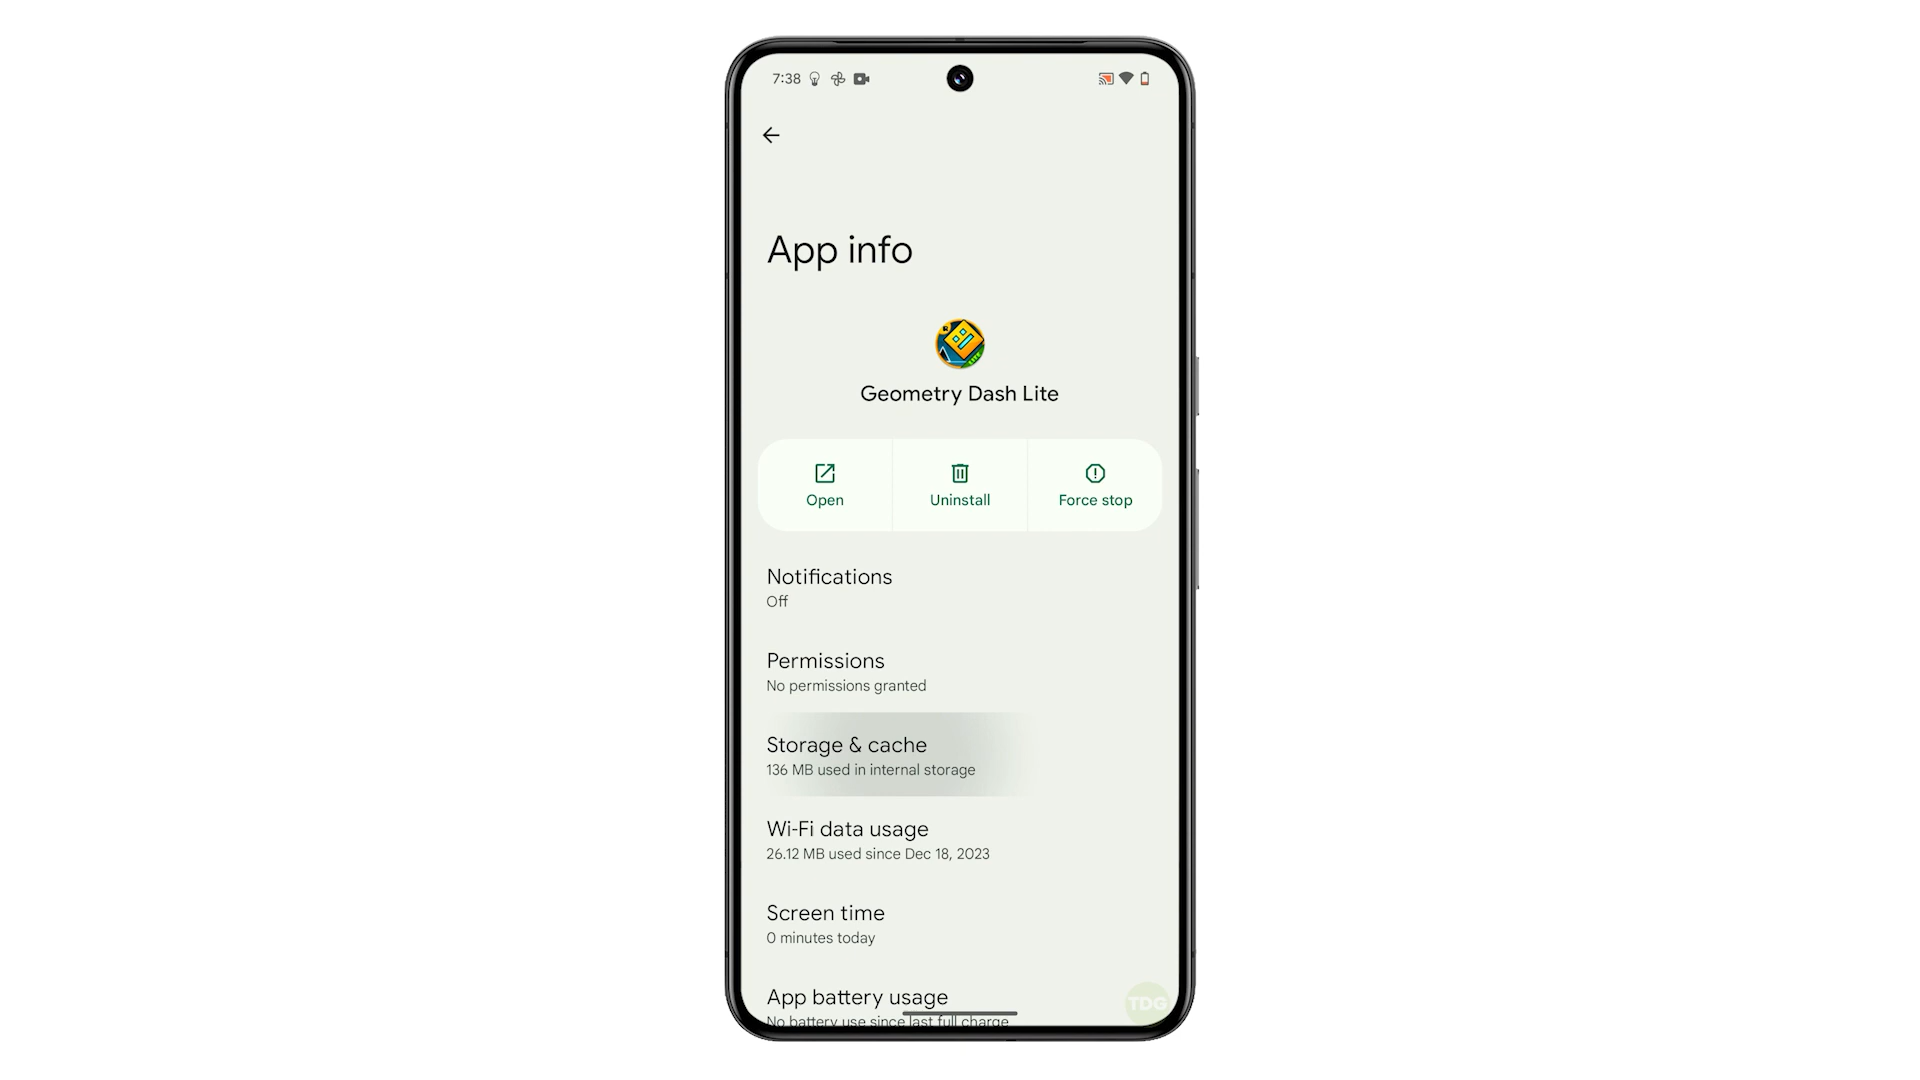 7:38
App info
Geometry Dash Lite
Open
Uninstall
Force stop
Notifications
Off
Permissions
No permissions granted
Storage & cache
136 MB used in internal storage
Wi-Fi data usage
26.12 MB used since Dec 18, 2023
Screen time
0 minutes today
App battery usage
No battery use since last full charge
TDG